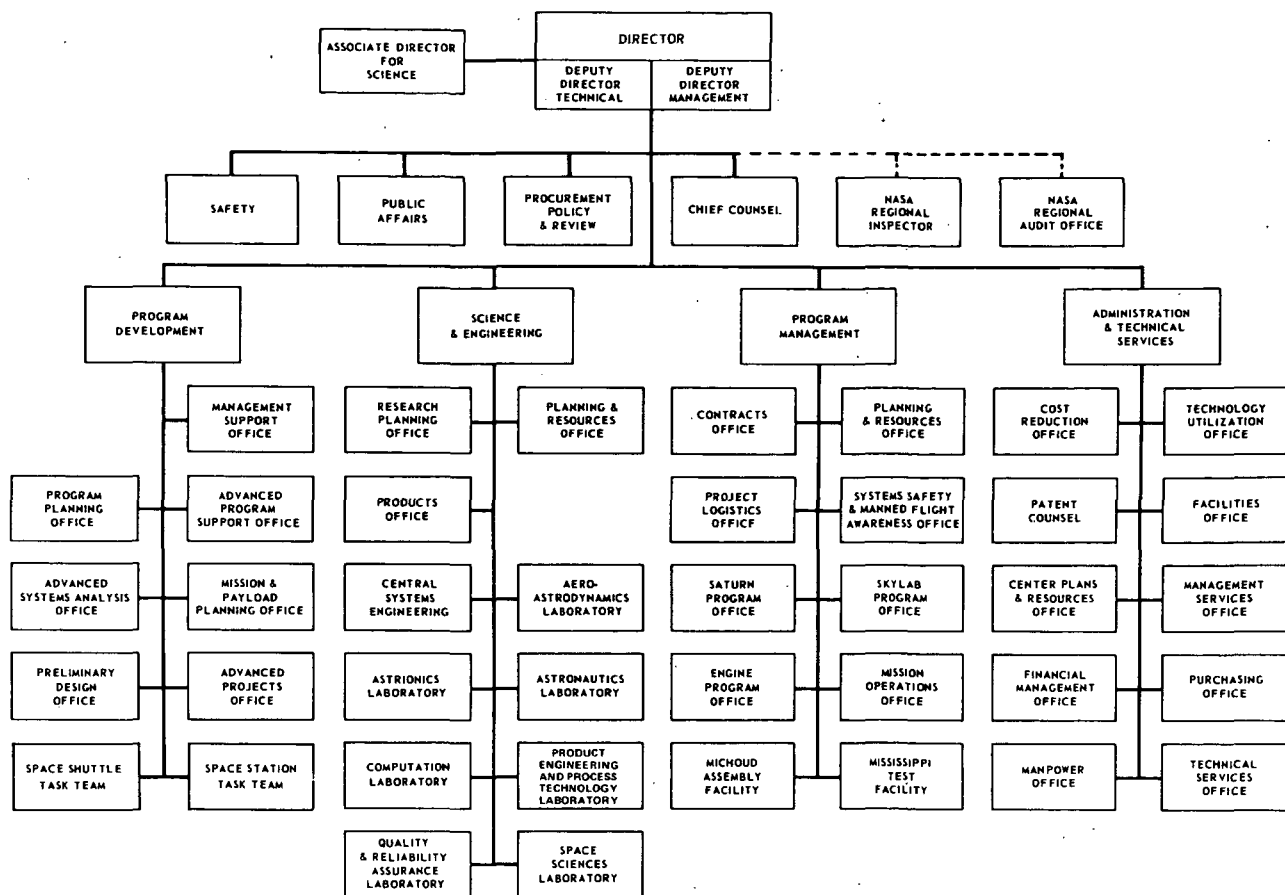 DIRECTOR
ASSOCIATE DIRECTOR
FOR
SCIENCE
DEPUTY
DIRECTOR
TECHNICAL
DEPUTY
DIRECTOR
MANAGEMENT
SAFETY
PUBLIC
AFFAIRS
PROCUREMENT
POLICY
& REVIEW
CHIEF COUNSEL
NASA
REGIONAL
INSPECTOR
NASA
REGIONAL
AUDIT OFFICE
PROGRAM
DEVELOPMENT
SCIENCE
& ENGINEERING
PROGRAM
MANAGEMENT
ADMINISTRATION
& TECHNICAL
SERVICES
MANAGEMENT
SUPPORT
OFFICE
RESEARCH
PLANNING
OFFICE
PLANNING &
RESOURCES OFFICE
CONTRACTS
OFFICE
PLANNING
& RESOURCES
OFFICE
COST
REDUCTION
OFFICE
TECHNOLOGY
UTILIZATION
OFFICE
PROGRAM
PLANNING
OFFICE
ADVANCED
PROGRAM
SUPPORT OFFICE
PRODUCTS
OFFICE
PROJECT
LOGISTICS
OFFICE
SYSTEMS SAFETY
& MANNED FLIGHT
AWARENESS OFFICE
PATENT
COUNSEL
FACILITIES
OFFICE
ADVANCED
SYSTEMS ANALYSIS
OFFICE
MISSION &
PAYLOAD
PLANNING OFFICE
CENTRAL
SYSTEMS
ENGINEERING
AERO-
ASTRODYNAMICS
LABORATORY
SATURN
PROGRAM
OFFICE
SKYLAB
PROGRAM
OFFICE
CENTER PLANS
& RESOURCES
OFFICE
MANAGEMENT
SERVICES
OFFICE
PRELIMINARY
DESIGN
OFFICE
ADVANCED
PROJECTS
OFFICE
ASTRIONICS
LABORATORY
ASTRONAUTICS
LABORATORY
ENGINE
PROGRAM
OFFICE
MISSION
OPERATIONS
OFFICE
FINANCIAL
MANAGEMENT
OFFICE
PURCHASING
OFFICE
SPACE SHUTTLE
TASK TEAM
SPACE STATION
TASK TEAM
COMPUTATION
LABORATORY
PRODUCT
ENGINEERING
AND PROCESS
TECHNOLOGY
LABORATORY
MICHOUD
ASSEMBLY
FACILITY
MISSISSIPPI
TEST
FACILITY
MANPOWER
OFFICE
TECHNICAL
SERVICES
OFFICE
QUALITY
& RELIABILITY
ASSURANCE
LABORATORY
SPACE
SCIENCES
LABORATORY